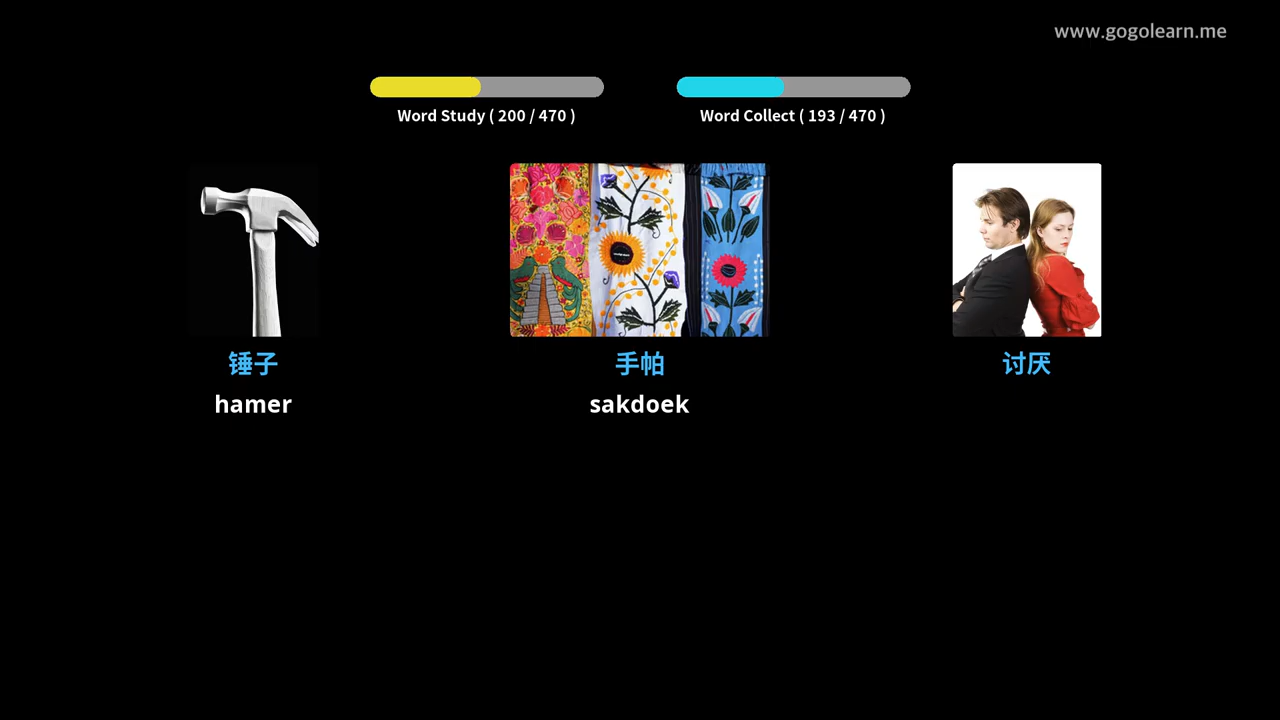 www.gogolearn.me
Word Study ( 200 / 470 )
Word Collect ( 193 / 470 )
锤子
手帕
讨厌
hamer
sakdoek